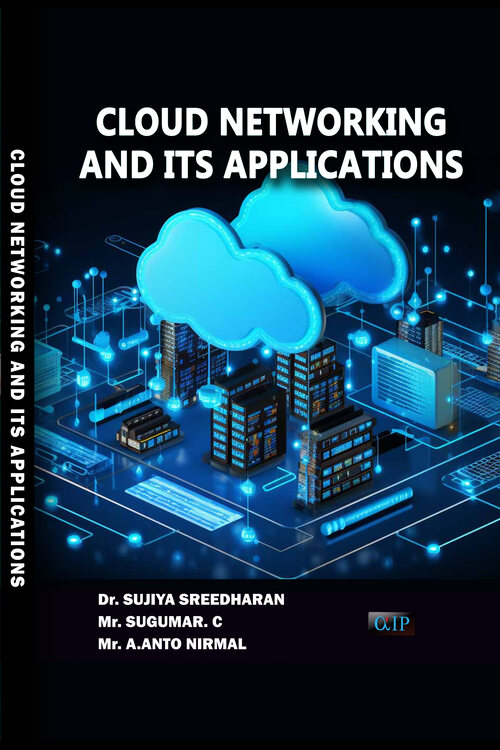 CLOUD NETWORKING
AND ITS APPLICATIONS
CLOUD NETWORKING AND ITS APPLICATIONS
Dr. SUJIYA SREEDHARAN
Mr. SUGUMAR. C
Mr. A.ANTO NIRMAL
αIP